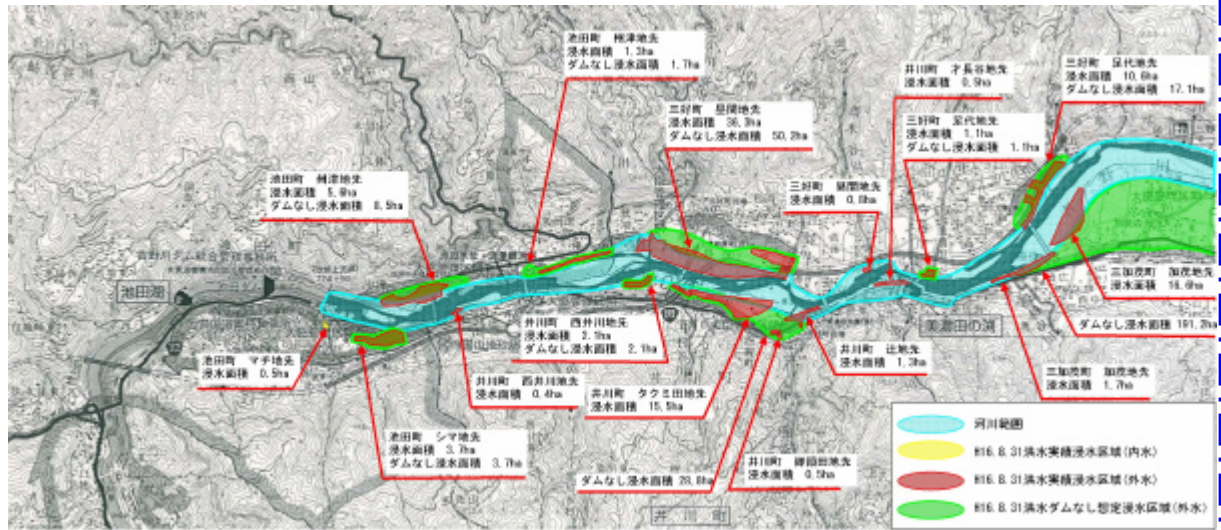 池田町 州津地先
浸水面積 1.3ha
ダムなし浸水面積 1.7ha
三好町 昼間地先
浸水面積 36.3ha
ダムなし浸水面積 50.2ha
井川町 才長谷地先
浸水面積 0.9ha
三好町 足代地先
浸水面積 10.6ha
ダムなし浸水面積 17.1ha
三好町 足代地先
浸水面積 1.1ha
ダムなし浸水面積 1.1ha
池田町 州津地先
浸水面積 5.6ha
ダムなし浸水面積 8.5ha
三好町 昼間地先
浸水面積 0.8ha
池田湖
美濃田の淵
三加茂町 加茂地先
浸水面積 16.6ha
ダムなし浸水面積 191.2ha
池田町 マチ地先
浸水面積 0.5ha
井川町 西井川地先
浸水面積 2.1ha
ダムなし浸水面積 2.1ha
井川町 辻地先
浸水面積 1.3ha
三加茂町 加茂地先
浸水面積 1.7ha
井川町 西井川地先
浸水面積 0.4ha
井川町 タクミ田地先
浸水面積 15.5ha
池田町 シマ地先
浸水面積 3.7ha
ダムなし浸水面積 3.7ha
ダムなし浸水面積 28.8ha
井川町 御領田地先
浸水面積 0.5ha
井川町
河川範囲
H16.8.31洪水実績浸水区域(内水)
H16.8.31洪水実績浸水区域(外水)
H16.8.31洪水ダムなし想定浸水区域(外水)